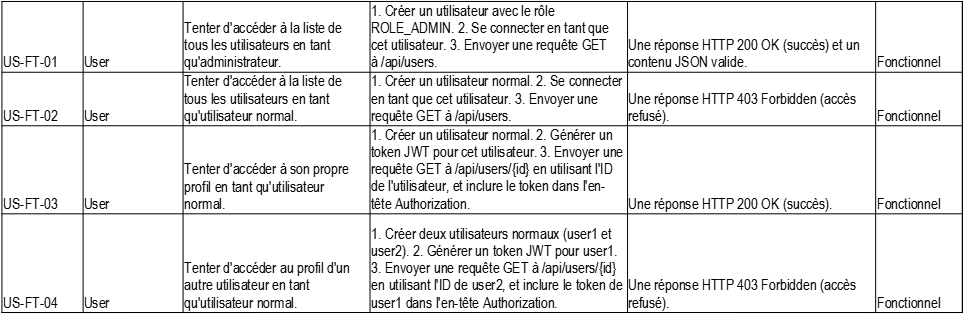 US-FT-01
User
Tenter d'accéder à la liste de
tous les utilisateurs en tant
qu'administrateur.
1. Créer un utilisateur avec le rôle
ROLE_ADMIN. 2. Se connecter en tant que
cet utilisateur. 3. Envoyer une requête GET
à /api/users.
Une réponse HTTP 200 OK (succès) et un
contenu JSON valide.
Fonctionnel
US-FT-02
User
Tenter d'accéder à la liste de
tous les utilisateurs en tant
qu'utilisateur normal.
1. Créer un utilisateur normal. 2. Se connecter
en tant que cet utilisateur. 3. Envoyer une
requête GET à /api/users.
Une réponse HTTP 403 Forbidden (accès
refusé).
Fonctionnel
US-FT-03
User
Tenter d'accéder à son propre
profil en tant qu'utilisateur
normal.
1. Créer un utilisateur normal. 2. Générer un
token JWT pour cet utilisateur. 3. Envoyer une
requête GET à /api/users/{id} en utilisant l'ID
de l'utilisateur, et inclure le token dans l'en-
tête Authorization.
Une réponse HTTP 200 OK (succès).
Fonctionnel
US-FT-04
User
Tenter d'accéder au profil d'un
autre utilisateur en tant
qu'utilisateur normal.
1. Créer deux utilisateurs normaux (user1 et
user2). 2. Générer un token JWT pour user1.
3. Envoyer une requête GET à /api/users/{id}
en utilisant l'ID de user2, et inclure le token de
user1 dans l'en-tête Authorization.
Une réponse HTTP 403 Forbidden (accès
refusé).
Fonctionnel